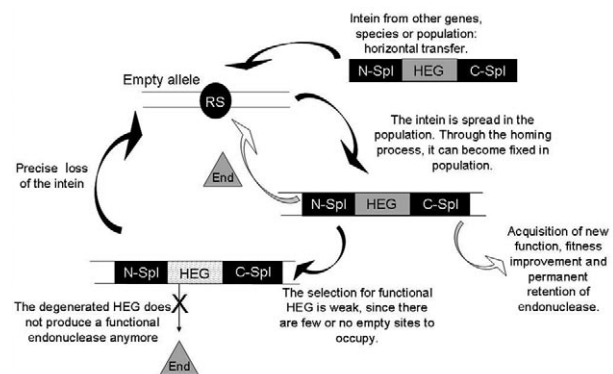 Intein from other genes,
species or population:
horizontal transfer.
N-Spl HEG C-Spl
Empty allele
RS
The intein is spread in the
population. Through the homing
process, it can become fixed in
population.
Precise loss
of the intein
End
N-Spl HEG C-Spl
Acquisition of new
function, fitness
improvement and
permanent
retention of
endonuclease.
N-Spl HEG C-Spl
The selection for functional
HEG is weak, since there
are few or no empty sites to
occupy.
The degenerated HEG does
not produce a functional
endonuclease anymore
X
End